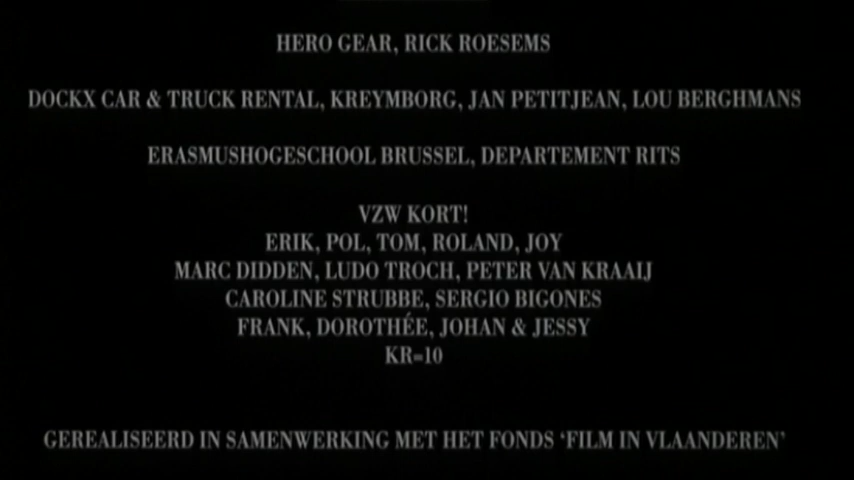 HERO GEAR, RICK ROESEMS
DOCKX CAR & TRUCK RENTAL, KREYMBORG, JAN PETITJEAN, LOU BERGHMANS
ERASMUSHOGESCHOOL BRUSSEL, DEPARTEMENT RITS
VZW KORT!
ERIK, POL, TOM, ROLAND, JOY
MARC DIDDEN, LUDO TROCH, PETER VAN KRAAIJ
CAROLINE STRUBBE, SERGIO BIGONES
FRANK, DOROTHÉE, JOHAN & JESSY
KR=10
GEREALISEERD IN SAMENWERKING MET HET FONDS ‘FILM IN VLAANDEREN’